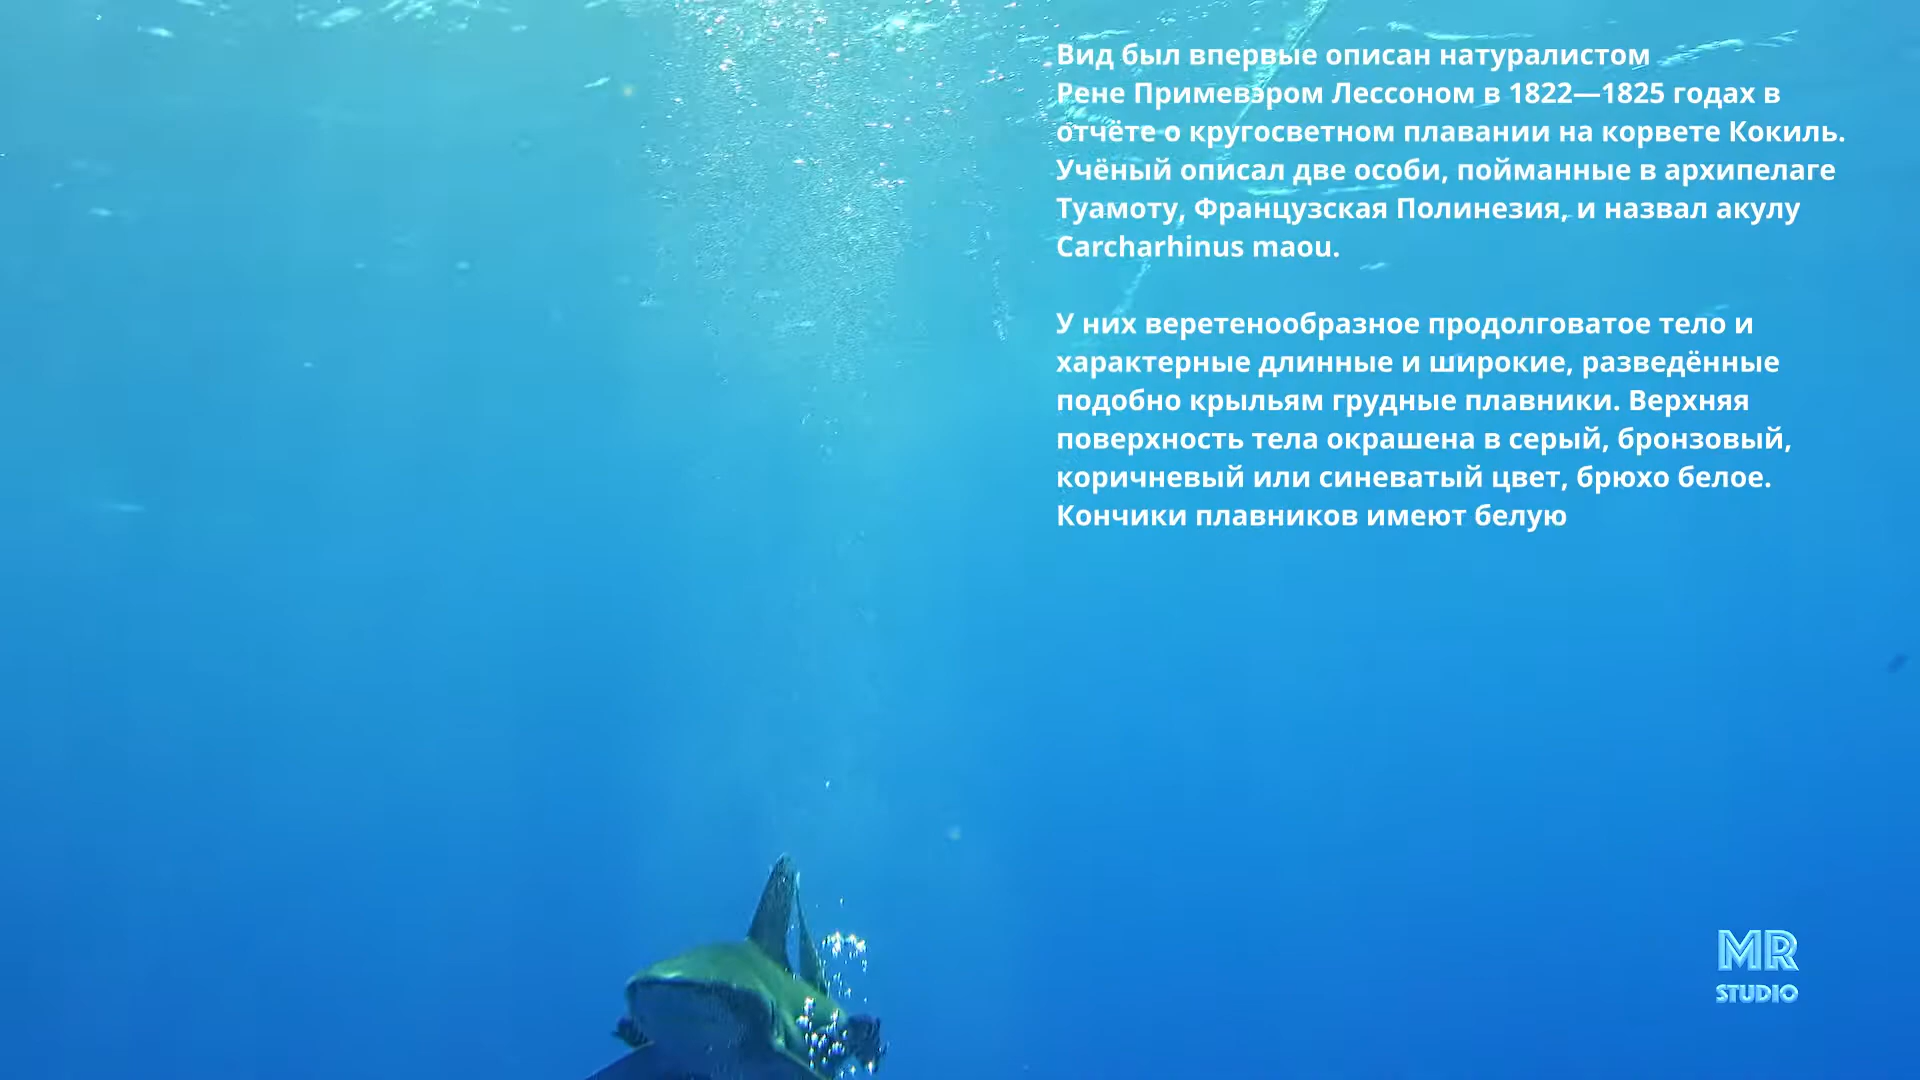 Вид был впервые описан натуралистом
Рене Примевэром Лессоном в 1822—1825 годах в
отчёте о кругосветном плавании на корвете Кокиль.
Учёный описал две особи, пойманные в архипелаге
Туамоту, Французская Полинезия, и назвал акулу
Carcharhinus maou.
У них веретенообразное продолговатое тело и
характерные длинные и широкие, разведённые
подобно крыльям грудные плавники. Верхняя
поверхность тела окрашена в серый, бронзовый,
коричневый или синеватый цвет, брюхо белое.
Кончики плавников имеют белую
MR
STUDIO